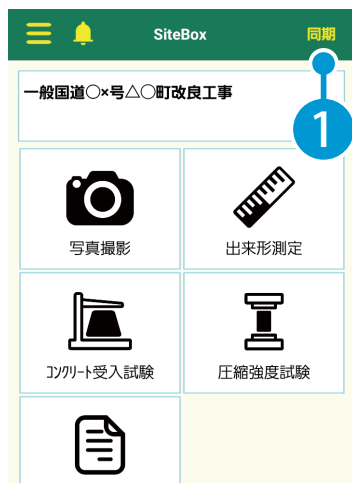 SiteBox
同期
一般国道○×号△○町改良工事
1
写真撮影
出来形測定
ｺﾝｸﾘｰﾄ受入試験
圧縮強度試験